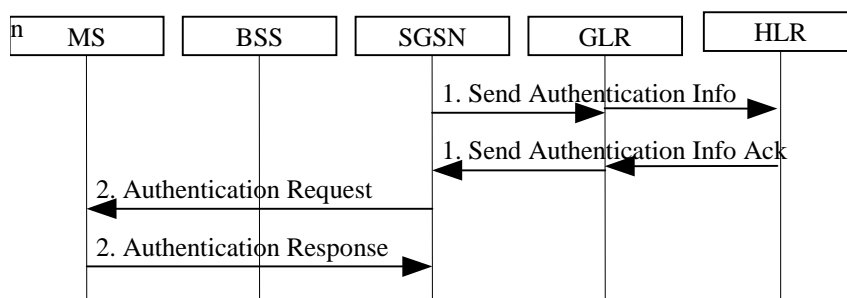 n
MS BSS SGSN GLR HLR
1. Send Authentication Info
1. Send Authentication Info Ack
2. Authentication Request
2. Authentication Response